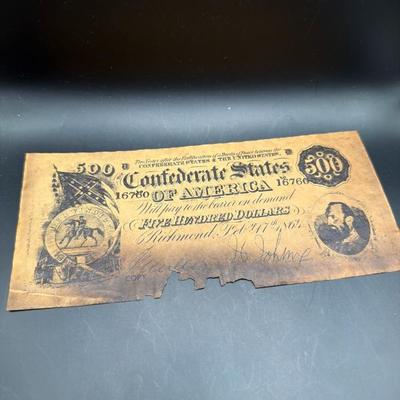 Two Years after the Ratification of a Treaty of Peace between the
CONFEDERATE STATES & THE UNITED STATES,
500
Confederate States
500
16760
16760
OF AMERICA
Will pay to the bearer on demand
FIVE HUNDRED DOLLARS
Richmond, Feb. 17th, 1864
COPY